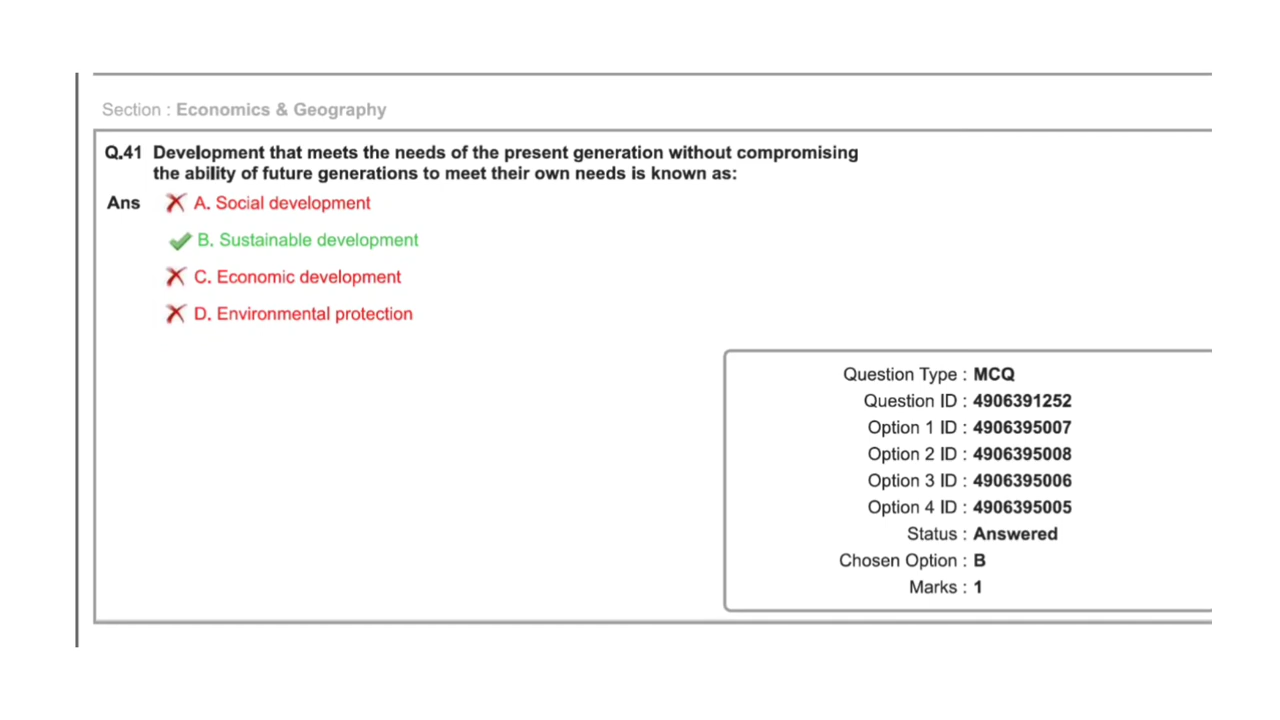 Section : Economics & Geography
Q.41 Development that meets the needs of the present generation without compromising
the ability of future generations to meet their own needs is known as:
Ans A. Social development
B. Sustainable development
C. Economic development
D. Environmental protection
Question Type : MCQ
Question ID : 4906391252
Option 1 ID : 4906395007
Option 2 ID : 4906395008
Option 3 ID : 4906395006
Option 4 ID : 4906395005
Status : Answered
Chosen Option : B
Marks : 1